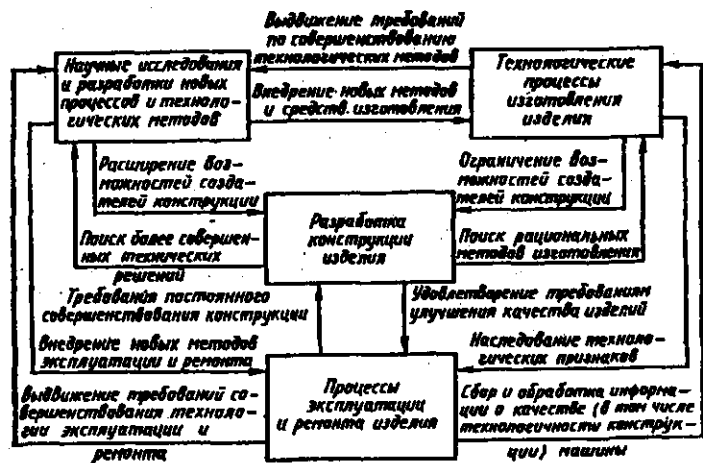 Выдвижение требований
по совершенствованию
технологических методов
Научные исследования
и разработки новых
процессов и техноло-
гических методов
Технологические
процессы
изготовления
изделия
Внедрение новых методов
и средств изготовления
Расширение воз-
можностей созда-
телей конструкции
Ограничение воз-
можностей созда-
телей конструкции
Разработка
конструкции
изделия
Поиск более совершен-
ных технических
решений
Поиск рациональных
методов изготовления
Требования постоянного
совершенствования конструкции
Удовлетворение требованиям
улучшения качества изделий
Внедрение новых методов
эксплуатации и ремонта
Наследование техноло-
гических признаков
Процессы
эксплуатации
и ремонта изделия
Выдвижение требований со-
вершенствования техноло-
гии эксплуатации и
ремонта
Сбор и обработка информа-
ции о качестве (в том числе
технологичности конструк-
ции) машины